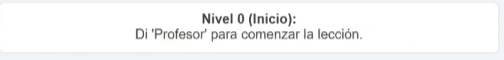 Nivel 0 (Inicio):
Di 'Profesor' para comenzar la lección.